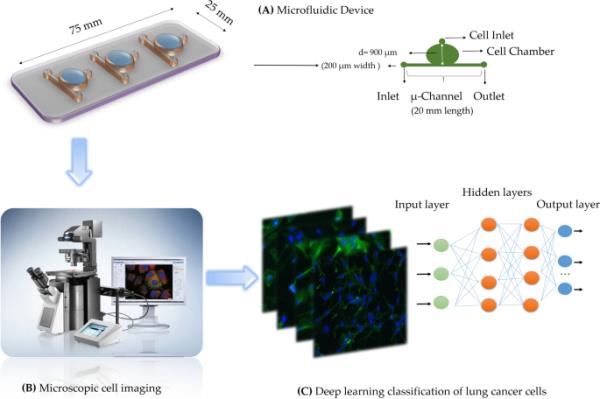 (A) Microfluidic Device
75 mm
25 mm
Cell Inlet
d= 900 µm
Cell Chamber
(200 µm width )
Inlet
µ-Channel
Outlet
(20 mm length)
Hidden layers
Input layer
Output layer
...
(B) Microscopic cell imaging
(C) Deep learning classification of lung cancer cells